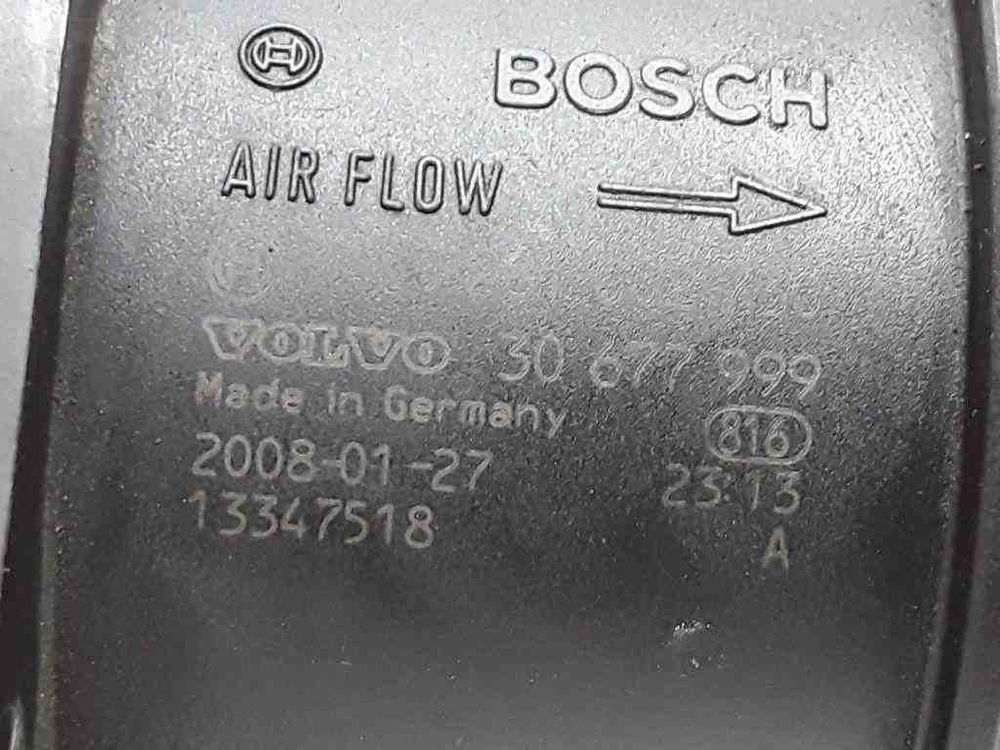 BOSCH
AIR FLOW
VOLVO 30 677 999
Made in Germany 816
2008-01-27 23:13
13347518 A